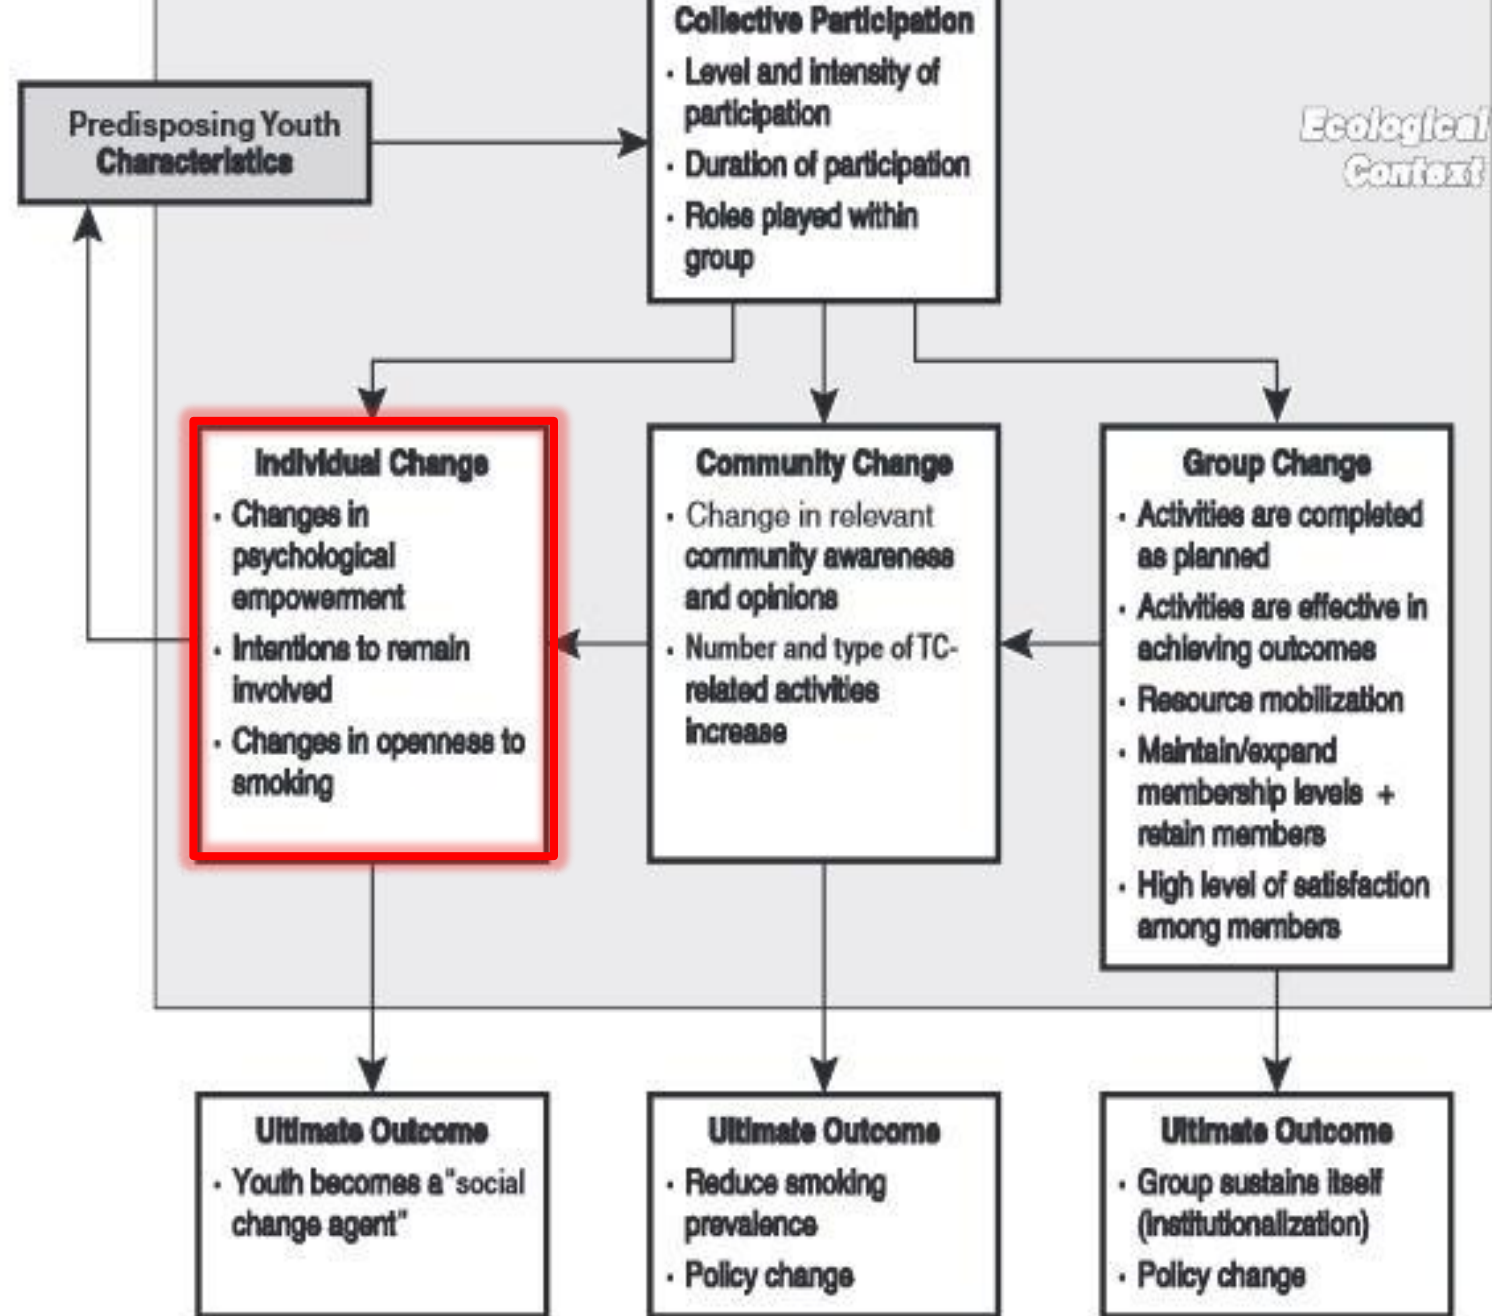 Collective Participation
· Level and intensity of
participation
· Duration of participation
· Roles played within
group
Predisposing Youth
Characteristics
Ecological
Context
Individual Change
· Changes in
psychological
empowerment
· Intentions to remain
involved
· Changes in openness to
smoking
Community Change
· Change in relevant
community awareness
and opinions
· Number and type of TC-
related activities
increase
Group Change
· Activities are completed
as planned
· Activities are effective in
achieving outcomes
· Resource mobilization
· Maintain/expand
membership levels +
retain members
· High level of satisfaction
among members
Ultimate Outcome
· Youth becomes a "social
change agent"
Ultimate Outcome
· Reduce smoking
prevalence
· Policy change
Ultimate Outcome
· Group sustains itself
(institutionalization)
· Policy change